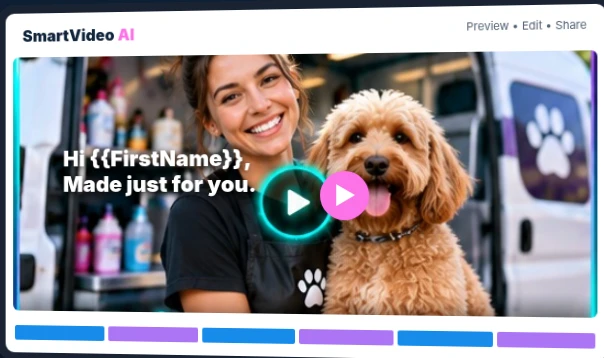 SmartVideo AI
Preview • Edit • Share
Hi {{FirstName}},
Made just for you.